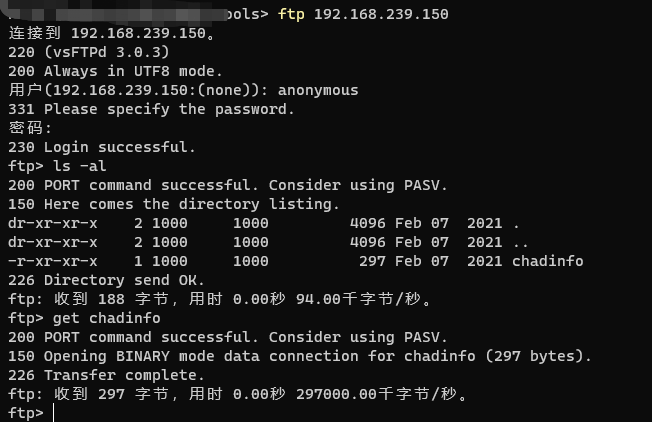 ools> ftp 192.168.239.150
连接到 192.168.239.150。
220 (vsFTPd 3.0.3)
200 Always in UTF8 mode.
用户(192.168.239.150:(none)): anonymous
331 Please specify the password.
密码:
230 Login successful.
ftp> ls -al
200 PORT command successful. Consider using PASV.
150 Here comes the directory listing.
dr-xr-xr-x    2 1000     1000         4096 Feb 07  2021 .
dr-xr-xr-x    2 1000     1000         4096 Feb 07  2021 ..
-r-xr-xr-x    1 1000     1000          297 Feb 07  2021 chadinfo
226 Directory send OK.
ftp: 收到 188 字节，用时 0.00秒 94.00千字节/秒。
ftp> get chadinfo
200 PORT command successful. Consider using PASV.
150 Opening BINARY mode data connection for chadinfo (297 bytes).
226 Transfer complete.
ftp: 收到 297 字节，用时 0.00秒 297000.00千字节/秒。
ftp>